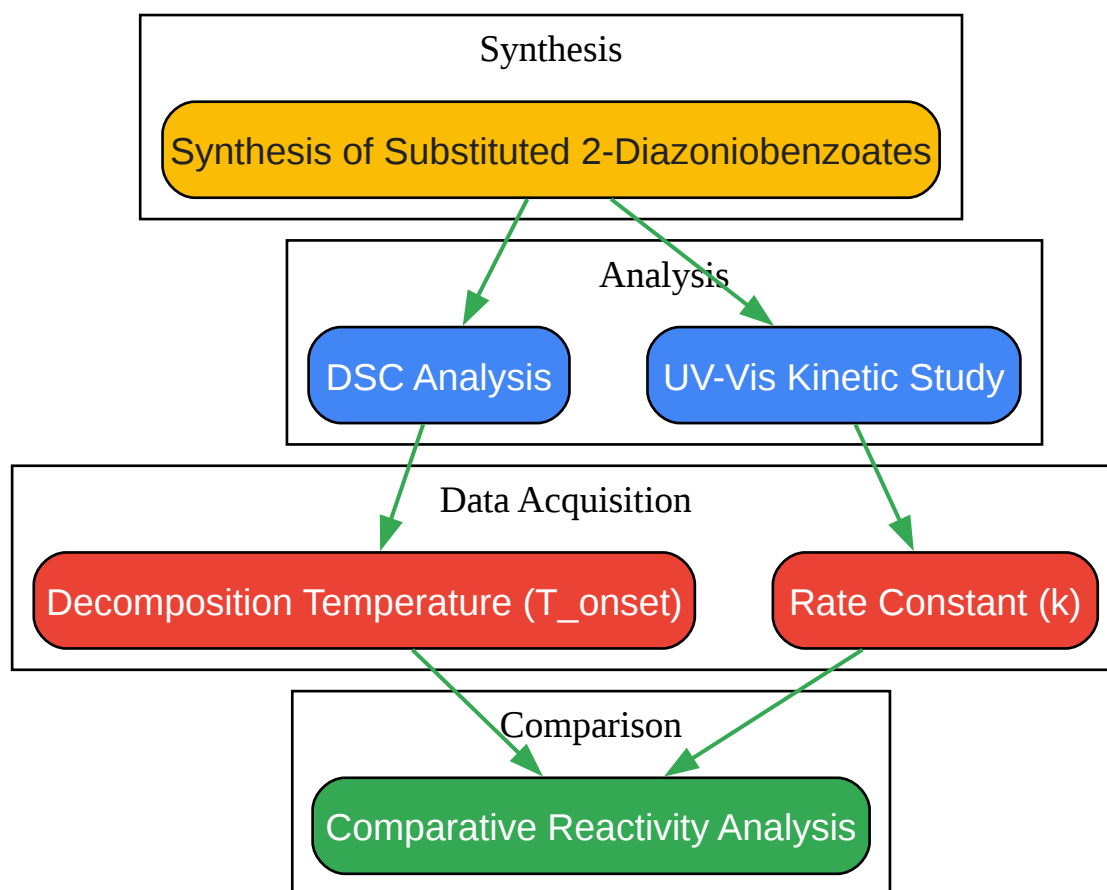 Synthesis
Synthesis of Substituted 2-Diazoniobenzoates
Analysis
DSC Analysis
UV-Vis Kinetic Study
Data Acquisition
Decomposition Temperature (T_onset)
Rate Constant (k)
Comparison
Comparative Reactivity Analysis